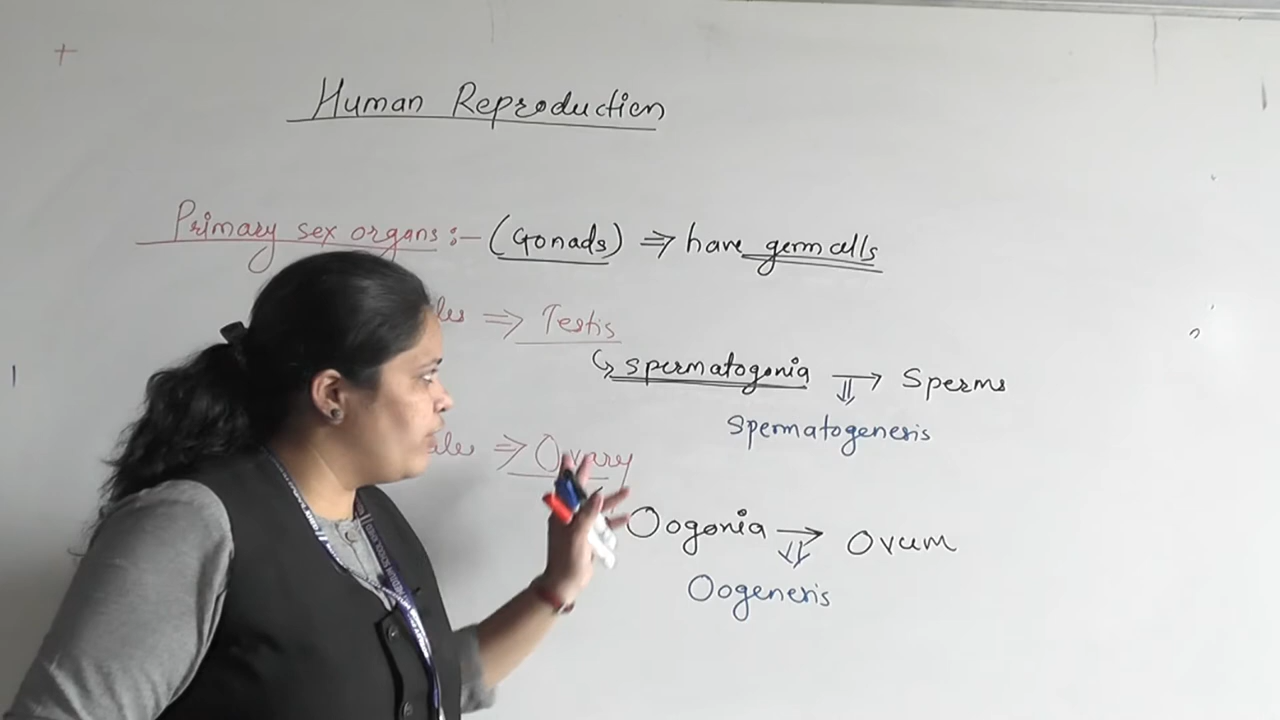 Human Reproduction
Primary sex organs :- (Gonads) ⇒ have germ cells
⇒ Testis
↳ spermatogonia → Sperms
⇓
Spermatogenesis
⇒ Ovary
Oogonia → Ovum
⇓
Oogenesis